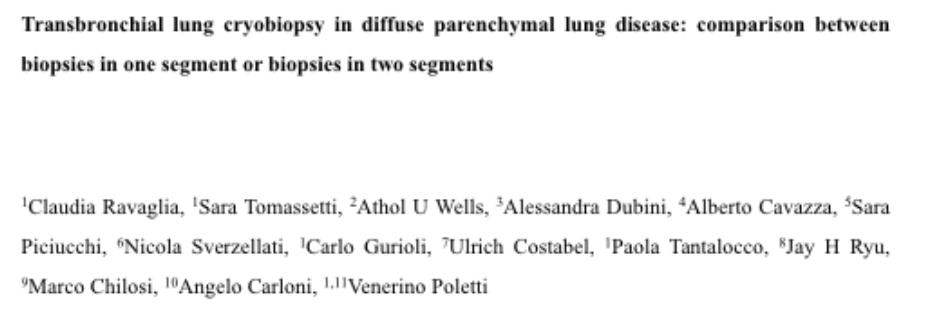 Transbronchial lung cryobiopsy in diffuse parenchymal lung disease: comparison between
biopsies in one segment or biopsies in two segments
¹Claudia Ravaglia, ¹Sara Tomassetti, ²Athol U Wells, ³Alessandra Dubini, ⁴Alberto Cavazza, ⁵Sara
Piciucchi, ⁶Nicola Sverzellati, ¹Carlo Gurioli, ⁷Ulrich Costabel, ¹Paola Tantalocco, ⁸Jay H Ryu,
⁹Marco Chilosi, ¹⁰Angelo Carloni, ¹,¹¹Venerino Poletti